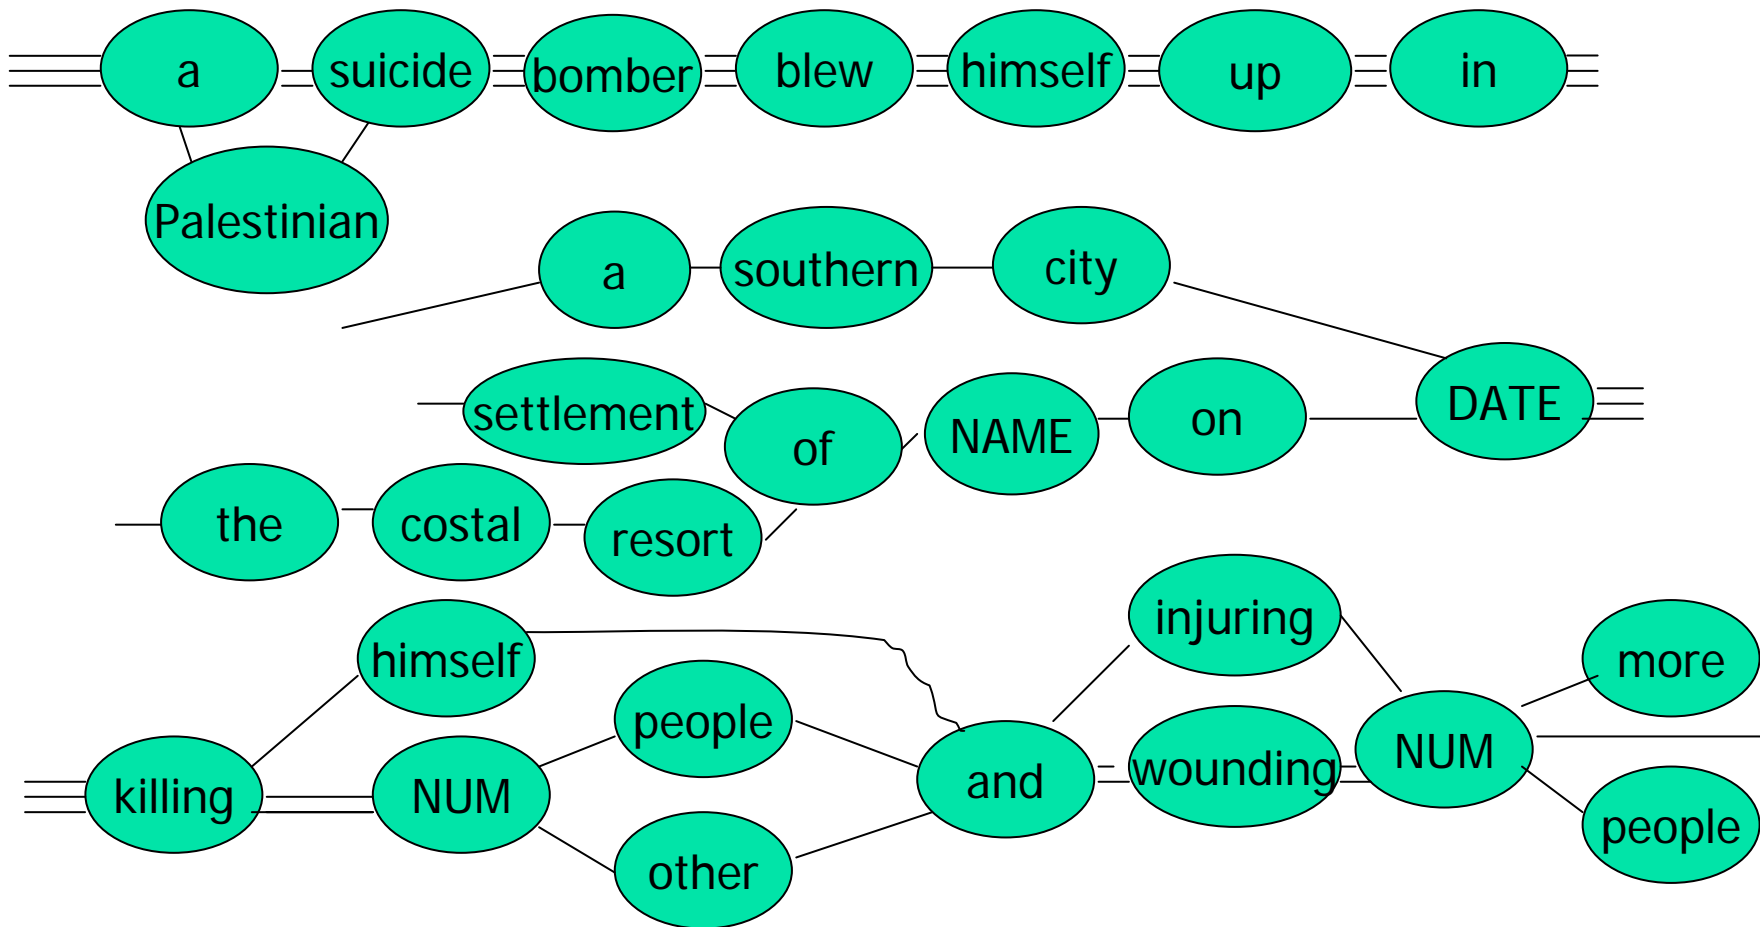 a suicide bomber blew himself up in
Palestinian
a southern city
settlement of NAME on DATE
the costal resort
himself injuring more
people
killing NUM and wounding NUM
other people